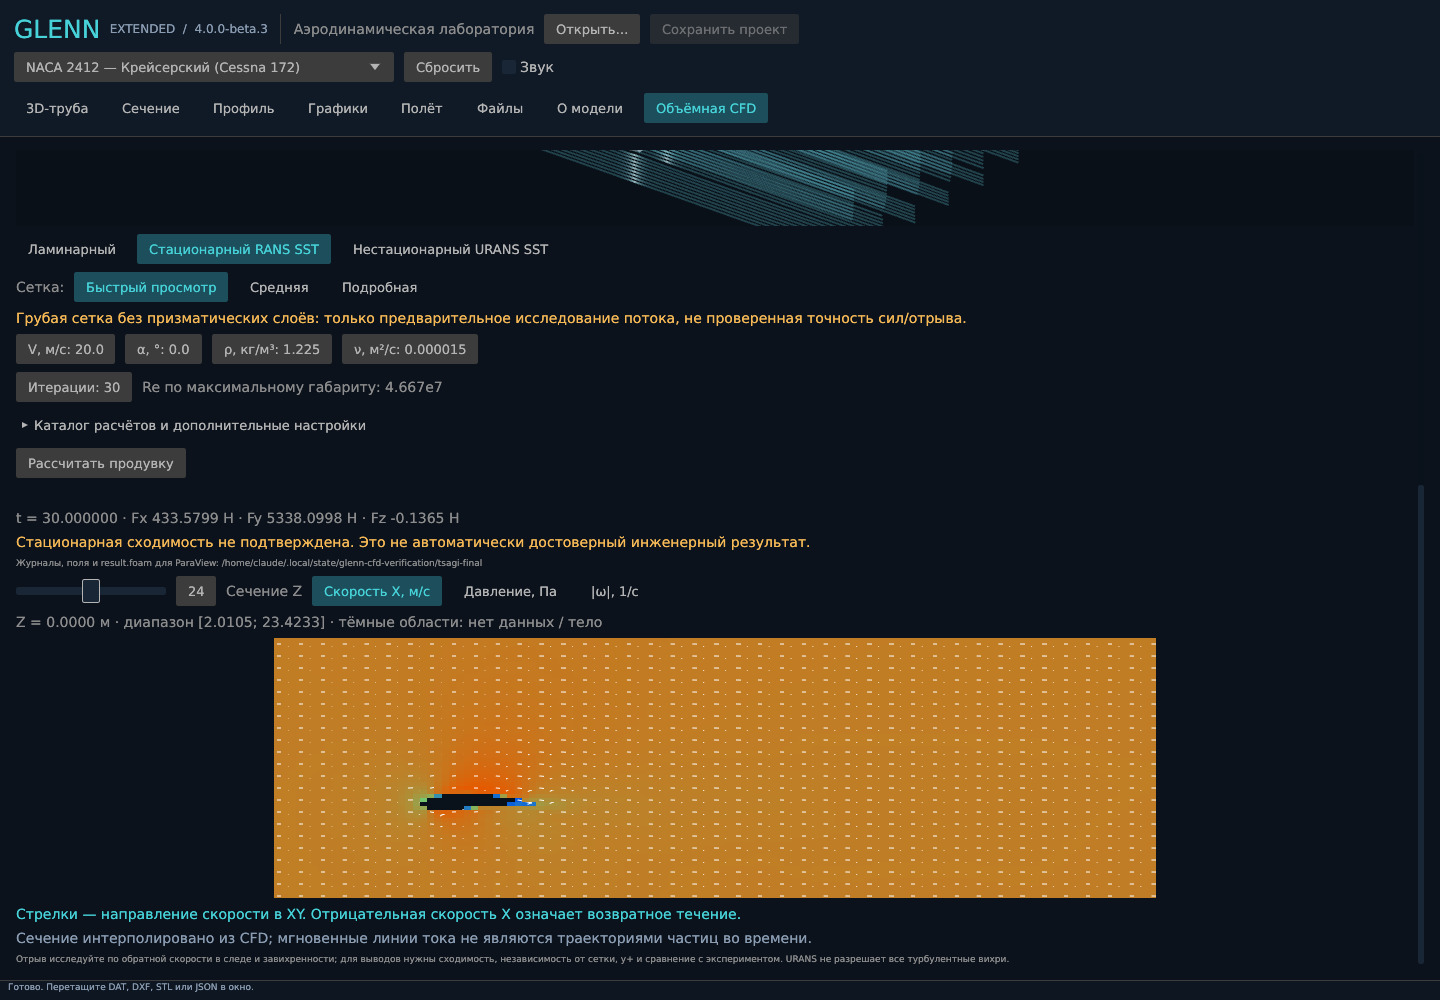 GLENN EXTENDED / 4.0.0-beta.3 Аэродинамическая лаборатория Открыть... Сохранить проект
NACA 2412 — Крейсерский (Cessna 172) Сбросить Звук
3D-труба Сечение Профиль Графики Полёт Файлы О модели Объёмная CFD
Ламинарный Стационарный RANS SST Нестационарный URANS SST
Сетка: Быстрый просмотр Средняя Подробная
Грубая сетка без призматических слоёв: только предварительное исследование потока, не проверенная точность сил/отрыва.
V, м/с: 20.0 α, °: 0.0 ρ, кг/м³: 1.225 ν, м²/с: 0.000015
Итерации: 30 Re по максимальному габариту: 4.667e7
Каталог расчётов и дополнительные настройки
Рассчитать продувку
t = 30.000000 · Fx 433.5799 Н · Fy 5338.0998 Н · Fz -0.1365 Н
Стационарная сходимость не подтверждена. Это не автоматически достоверный инженерный результат.
Журналы, поля и result.foam для ParaView: /home/claude/.local/state/glenn-cfd-verification/tsagi-final
24 Сечение Z Скорость X, м/с Давление, Па |ω|, 1/с
Z = 0.0000 м · диапазон [2.0105; 23.4233] · тёмные области: нет данных / тело
Стрелки — направление скорости в XY. Отрицательная скорость X означает возвратное течение.
Сечение интерполировано из CFD; мгновенные линии тока не являются траекториями частиц во времени.
Отрыв исследуйте по обратной скорости в следе и завихренности; для выводов нужны сходимость, независимость от сетки, y+ и сравнение с экспериментом. URANS не разрешает все турбулентные вихри.
Готово. Перетащите DAT, DXF, STL или JSON в окно.